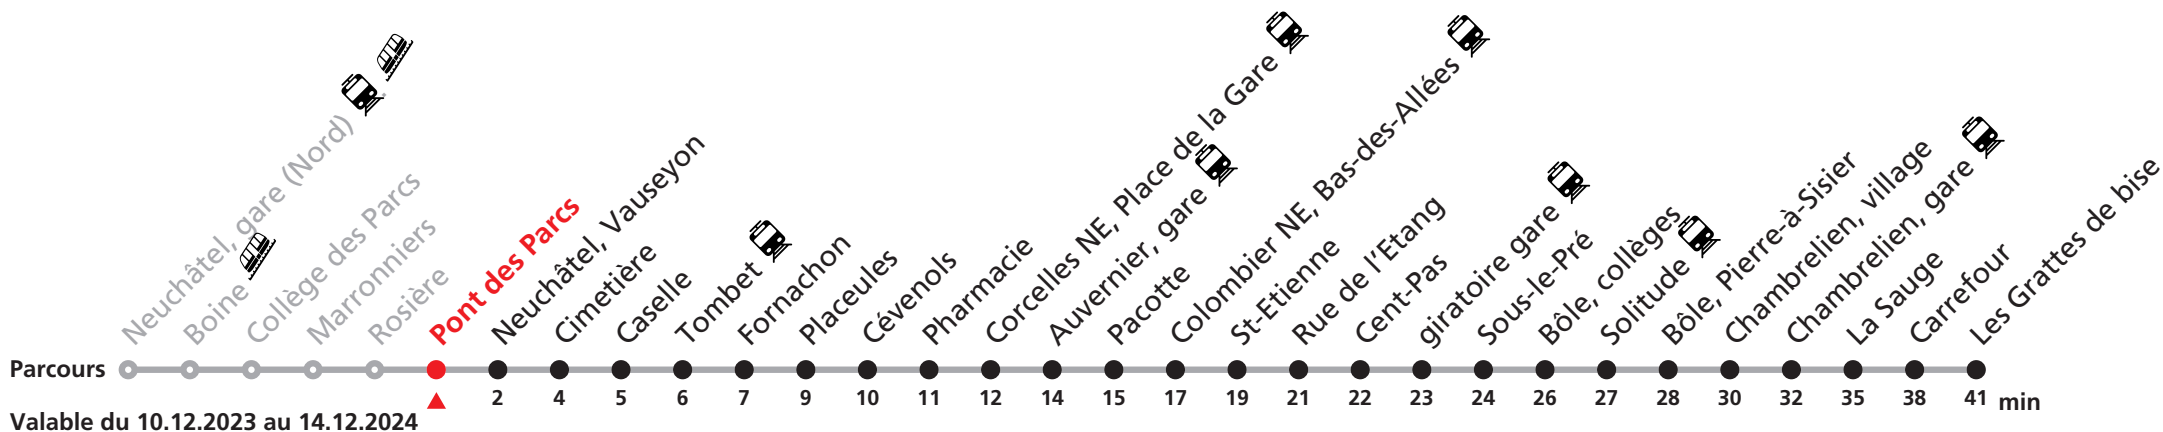 Neuchâtel, gare (Nord)
Boine
Collège des Parcs
Marronniers
Rosière
Pont des Parcs
Neuchâtel, Vauseyon
Cimetière
Caselle
Tombet
Fornachon
Placeules
Cévenols
Pharmacie
Corcelles NE, Place de la Gare
Auvernier, gare
Pacotte
Colombier NE, Bas-des-Allées
St-Etienne
Rue de l'Etang
Cent-Pas
giratoire gare
Sous-le-Pré
Bôle, collèges
Solitude
Bôle, Pierre-à-Sisier
Chambrelien, village
Chambrelien, gare
La Sauge
Carrefour
Les Grattes de bise
Parcours
2 4 5 6 7 9 10 11 12 14 15 17 19 21 22 23 24 26 27 28 30 32 35 38 41 min
Valable du 10.12.2023 au 14.12.2024